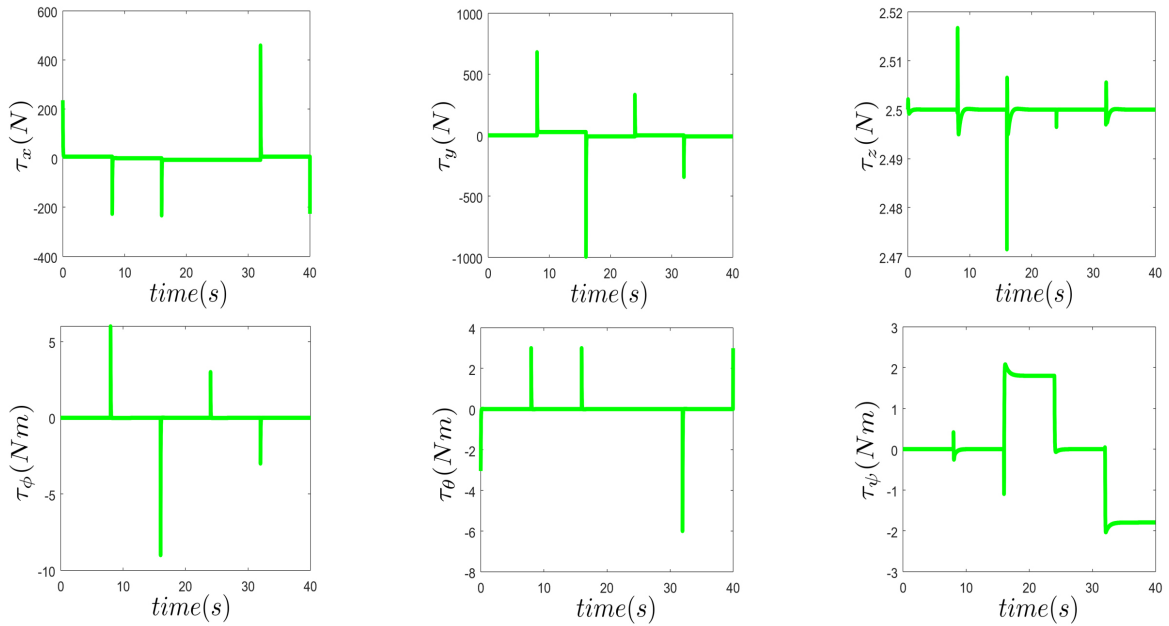 600
400
200
0
-200
-400
0 10 20 30 40
τx(N)
time(s)
1000
500
0
-500
-1000
0 10 20 30 40
τy(N)
time(s)
2.52
2.51
2.5
2.49
2.48
2.47
0 10 20 30 40
τz(N)
time(s)
5
0
-5
-10
0 10 20 30 40
τϕ(Nm)
time(s)
4
2
0
-2
-4
-6
-8
0 10 20 30 40
τθ(Nm)
time(s)
3
2
1
0
-1
-2
-3
0 10 20 30 40
τψ(Nm)
time(s)